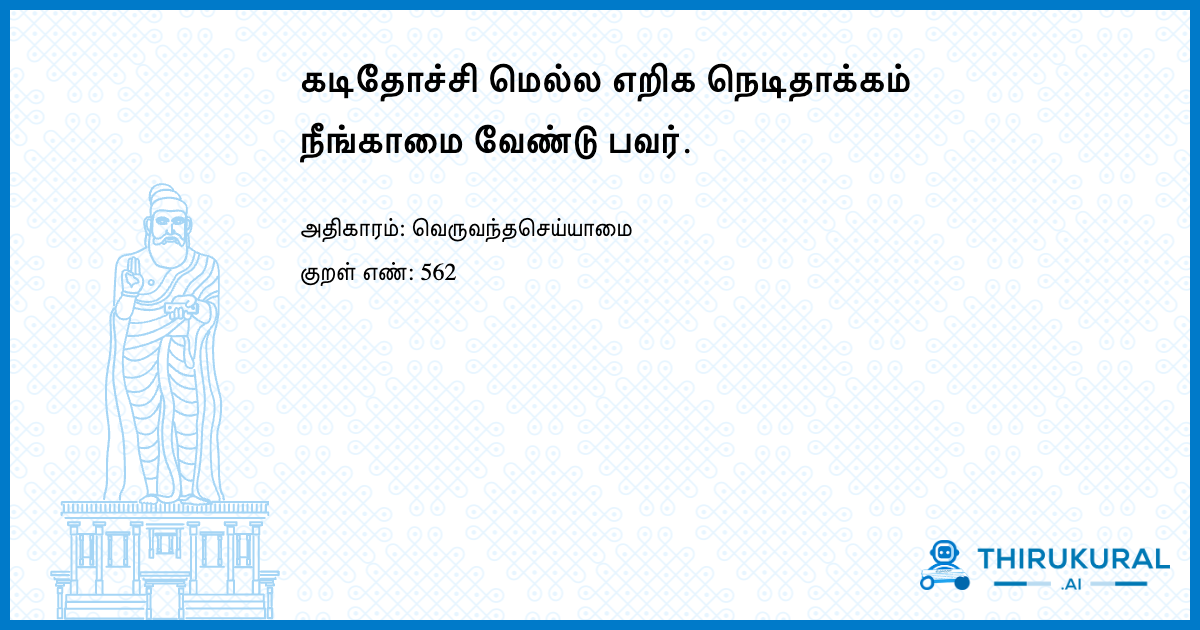 கடிதோச்சி மெல்ல எறிக நெடிதாக்கம்
நீங்காமை வேண்டு பவர்.
அதிகாரம்: வெருவந்தசெய்யாமை
குறள் எண்: 562
THIRUKURAL
.AI